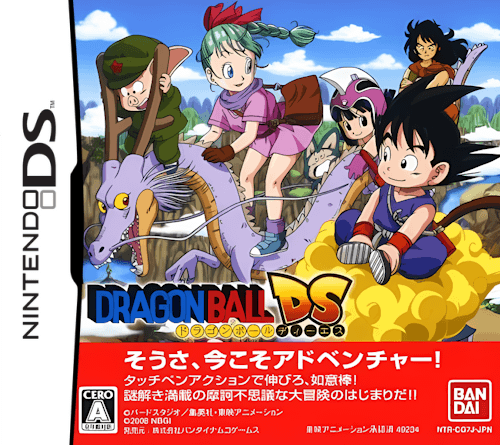 NINTENDO DS™
DRAGON BALL DS
ドラゴンボール ディーエス
そうさ、今こそアドベンチャー!
タッチペンアクションで伸びろ、如意棒!
謎解き満載の摩訶不思議な大冒険のはじまりだ!!
©バードスタジオ/集英社・東映アニメーション
©2008 NBGI
発売元/株式会社バンダイナムコゲームス
東映アニメーション承認済 49204
CERO
A
BAN
DAI
NTR-CG7J-JPN